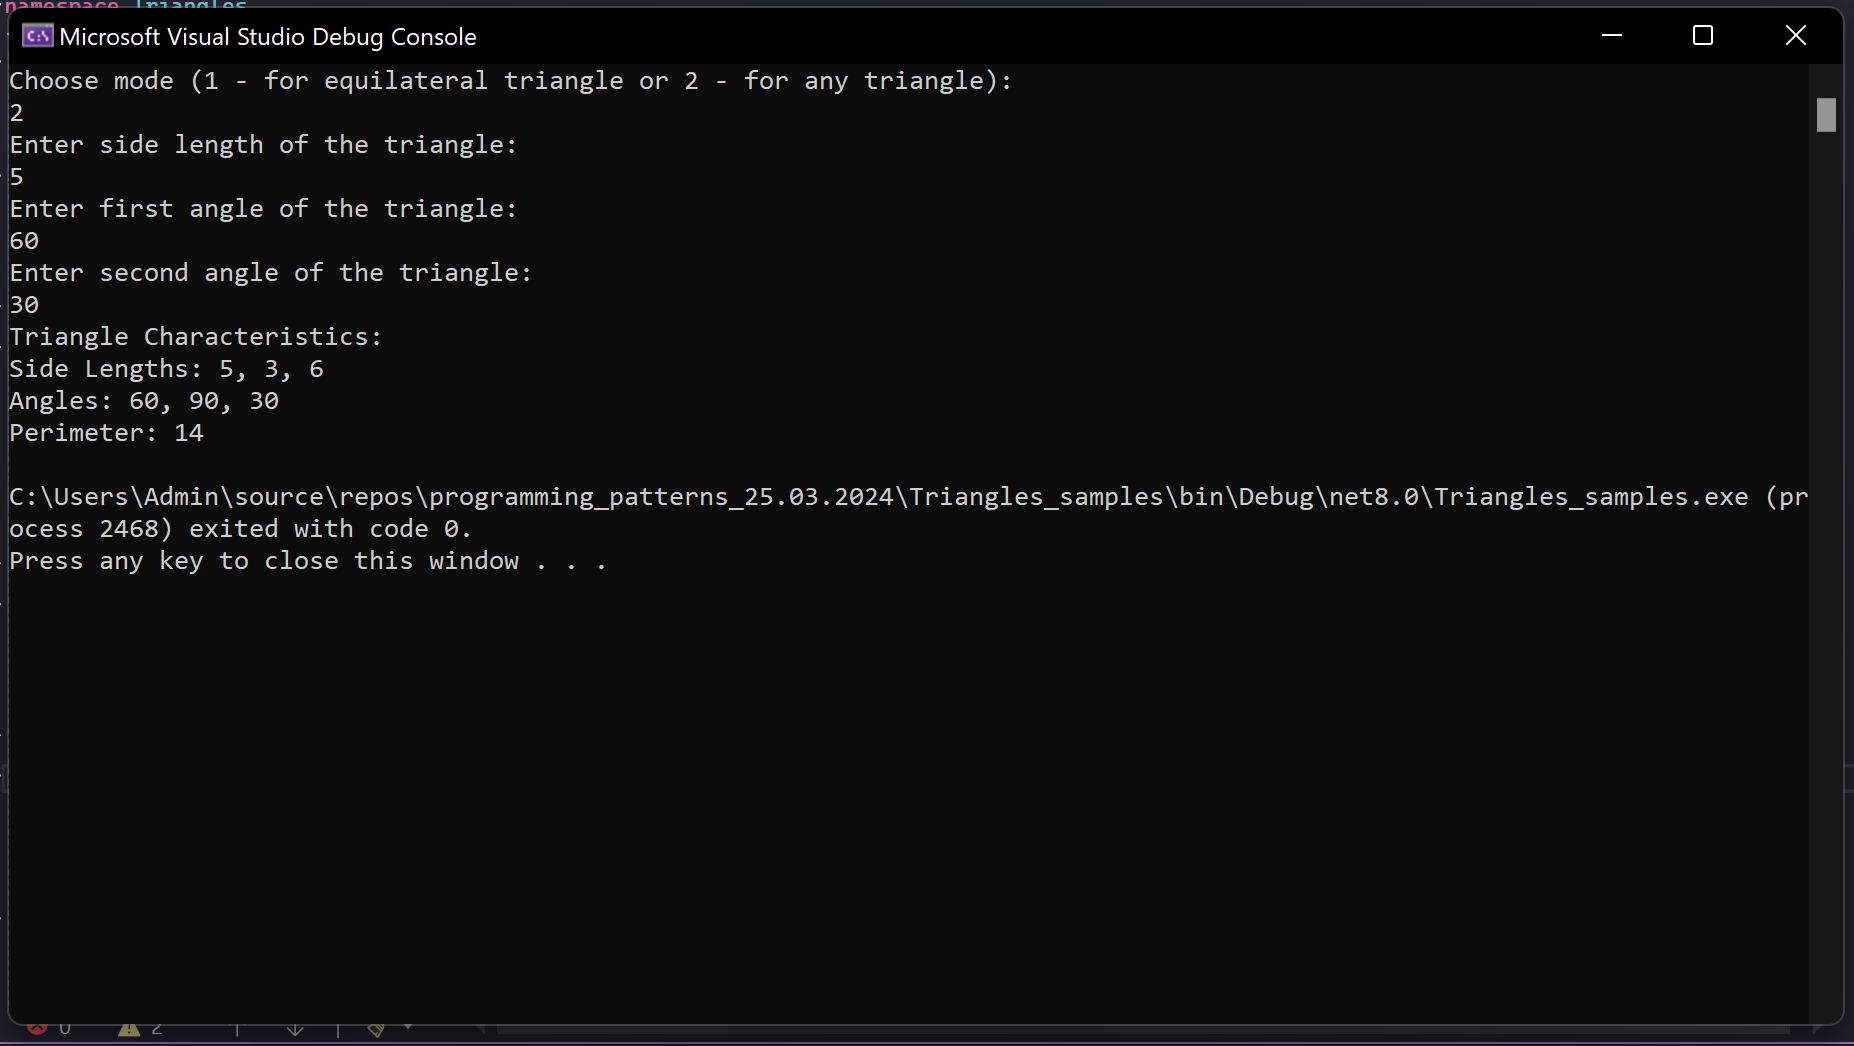 namespace Triangles
Microsoft Visual Studio Debug Console
Choose mode (1 - for equilateral triangle or 2 - for any triangle):
2
Enter side length of the triangle:
5
Enter first angle of the triangle:
60
Enter second angle of the triangle:
30
Triangle Characteristics:
Side Lengths: 5, 3, 6
Angles: 60, 90, 30
Perimeter: 14
C:\Users\Admin\source\repos\programming_patterns_25.03.2024\Triangles_samples\bin\Debug\net8.0\Triangles_samples.exe (pr
ocess 2468) exited with code 0.
Press any key to close this window . . .
0 2